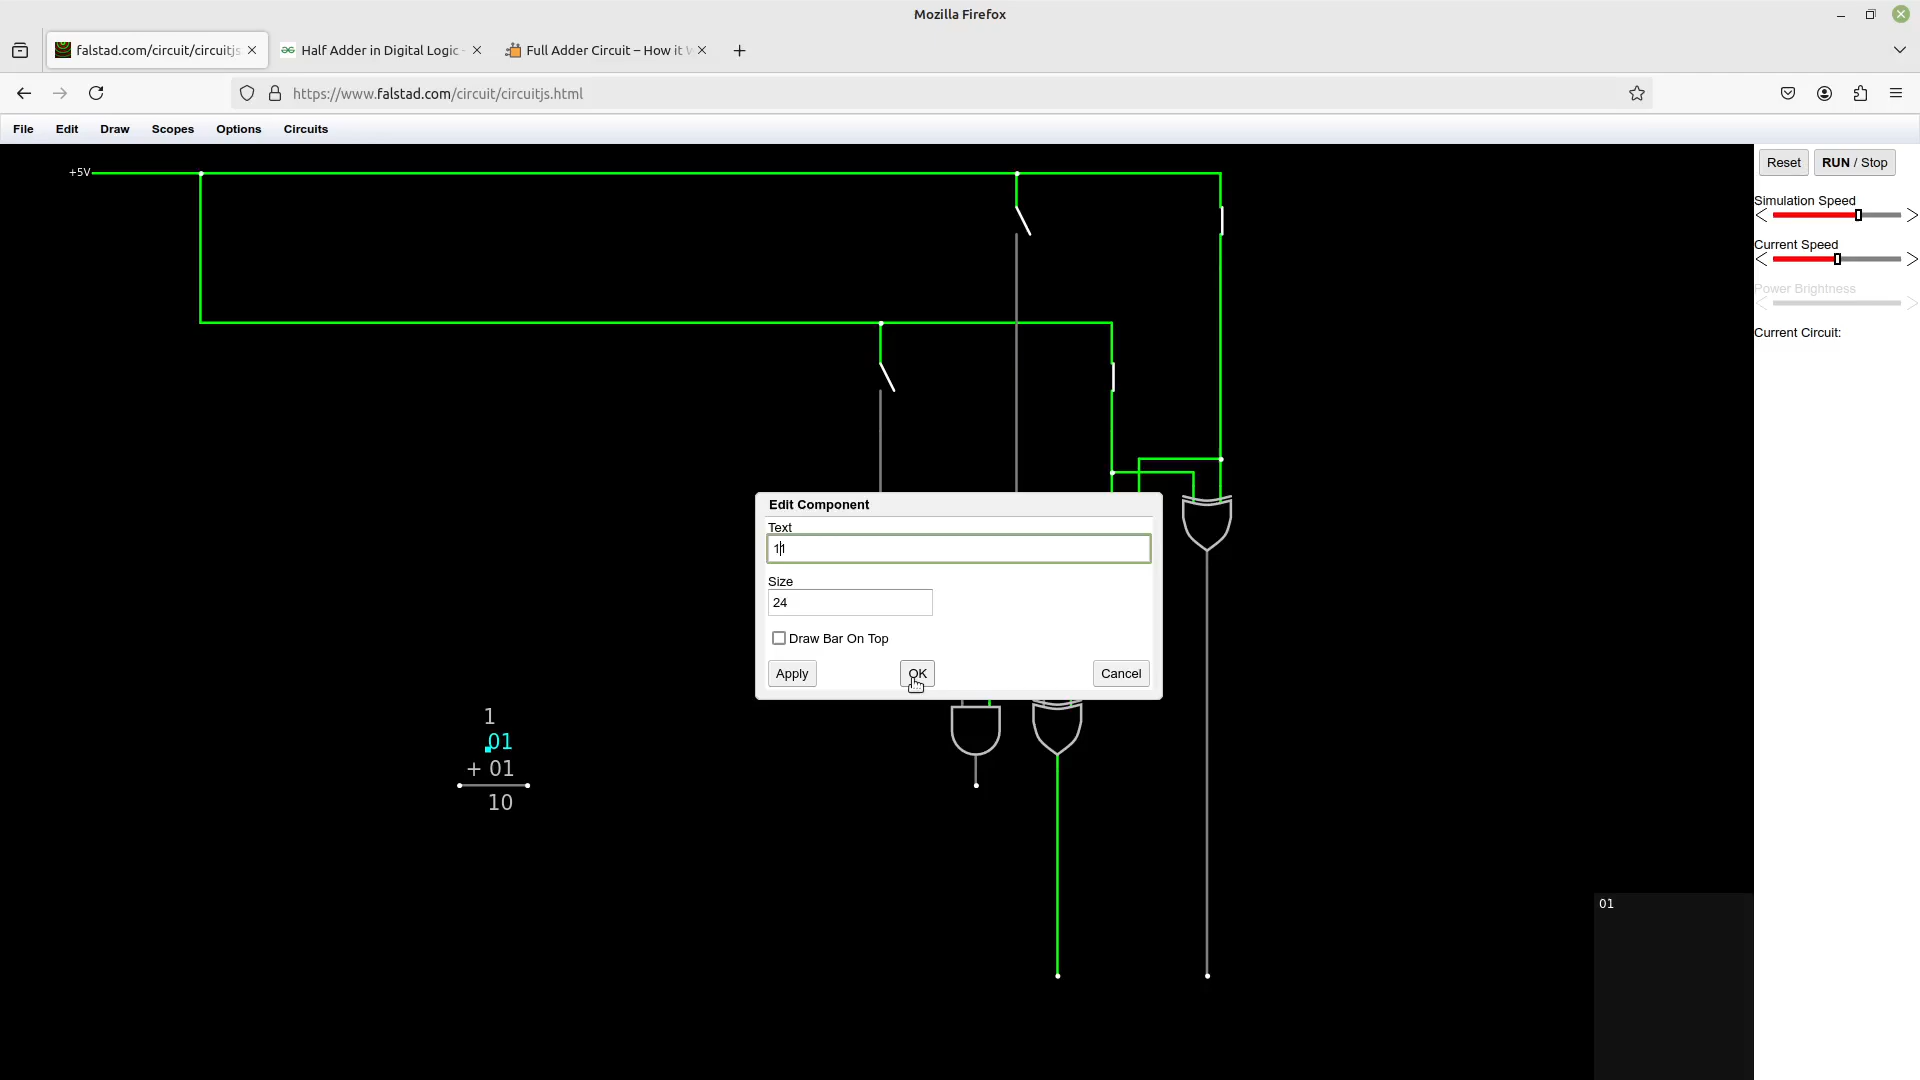 Mozilla Firefox
falstad.com/circuit/circuitjs
Half Adder in Digital Logic
Full Adder Circuit – How it
https://www.falstad.com/circuit/circuitjs.html
File Edit Draw Scopes Options Circuits
+5V
Reset RUN / Stop
Simulation Speed
Current Speed
Power Brightness
Current Circuit:
Edit Component
Text
11
Size
24
Draw Bar On Top
Apply OK Cancel
1
01
+ 01
10
01